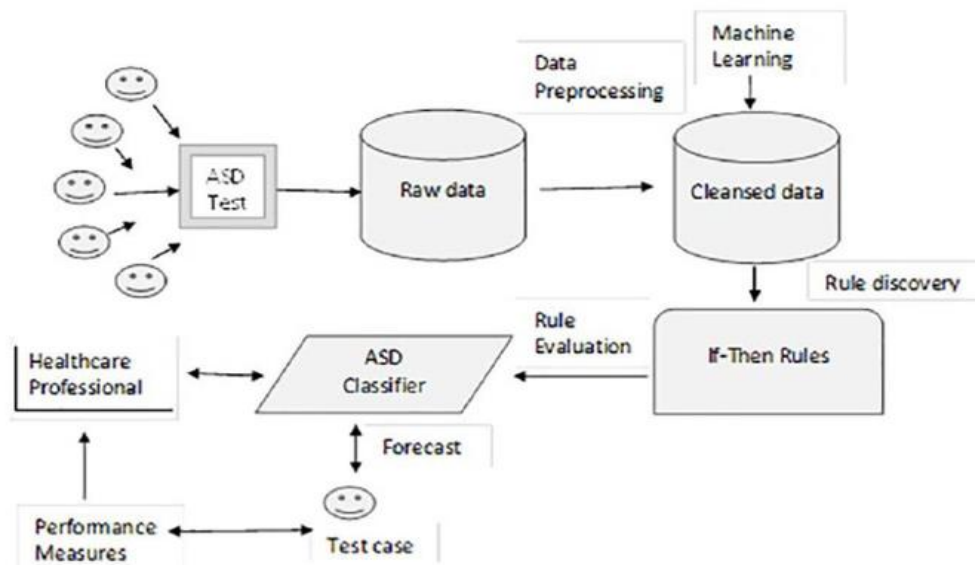 Machine
Learning
Data
Preprocessing
ASD
Test
Raw data
Cleansed data
Rule discovery
Rule
Evaluation
If-Then Rules
ASD
Classifier
Healthcare
Professional
Forecast
Performance
Measures
Test case